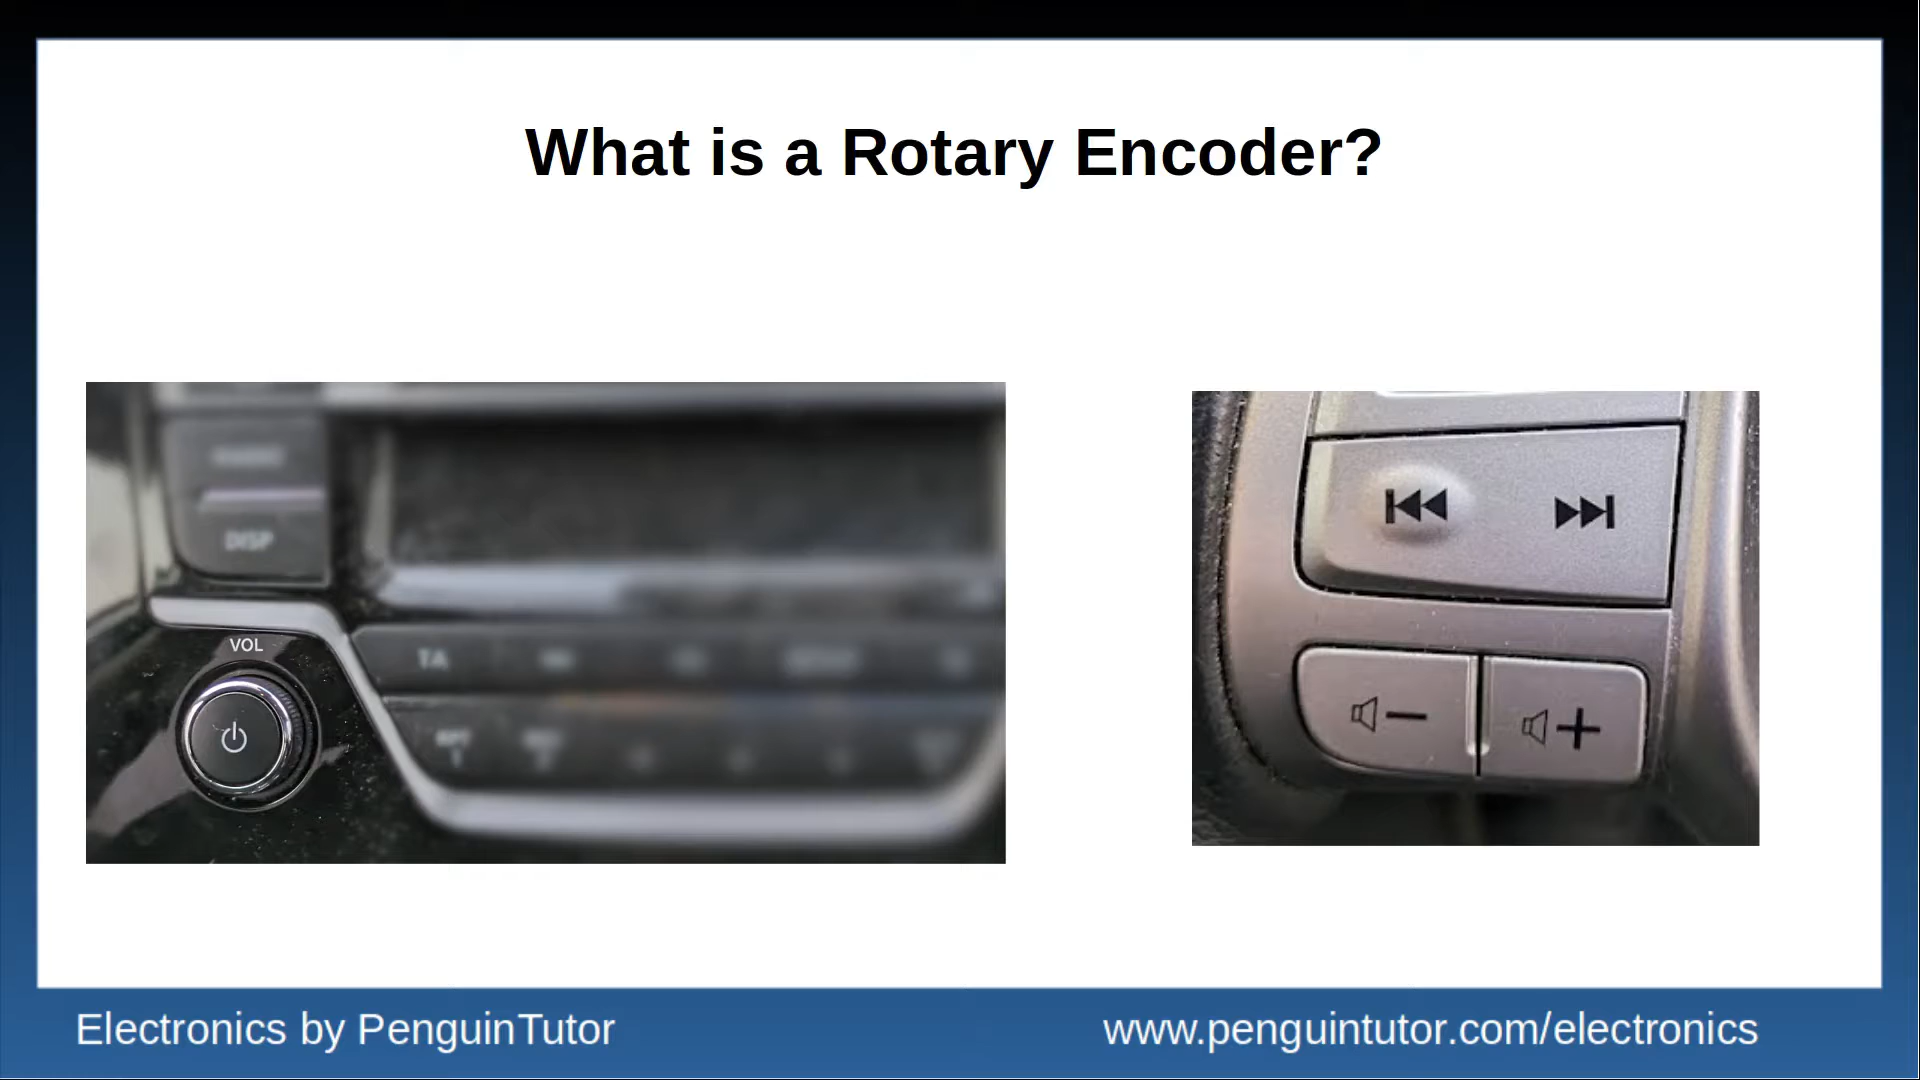 What is a Rotary Encoder?
DISP
VOL
TA
Electronics by PenguinTutor
www.penguintutor.com/electronics